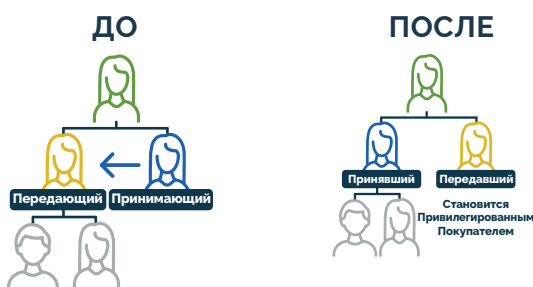 ДО
ПОСЛЕ
Передающий
Принимающий
Принявший
Передавший
Становится
Привилегированным
Покупателем